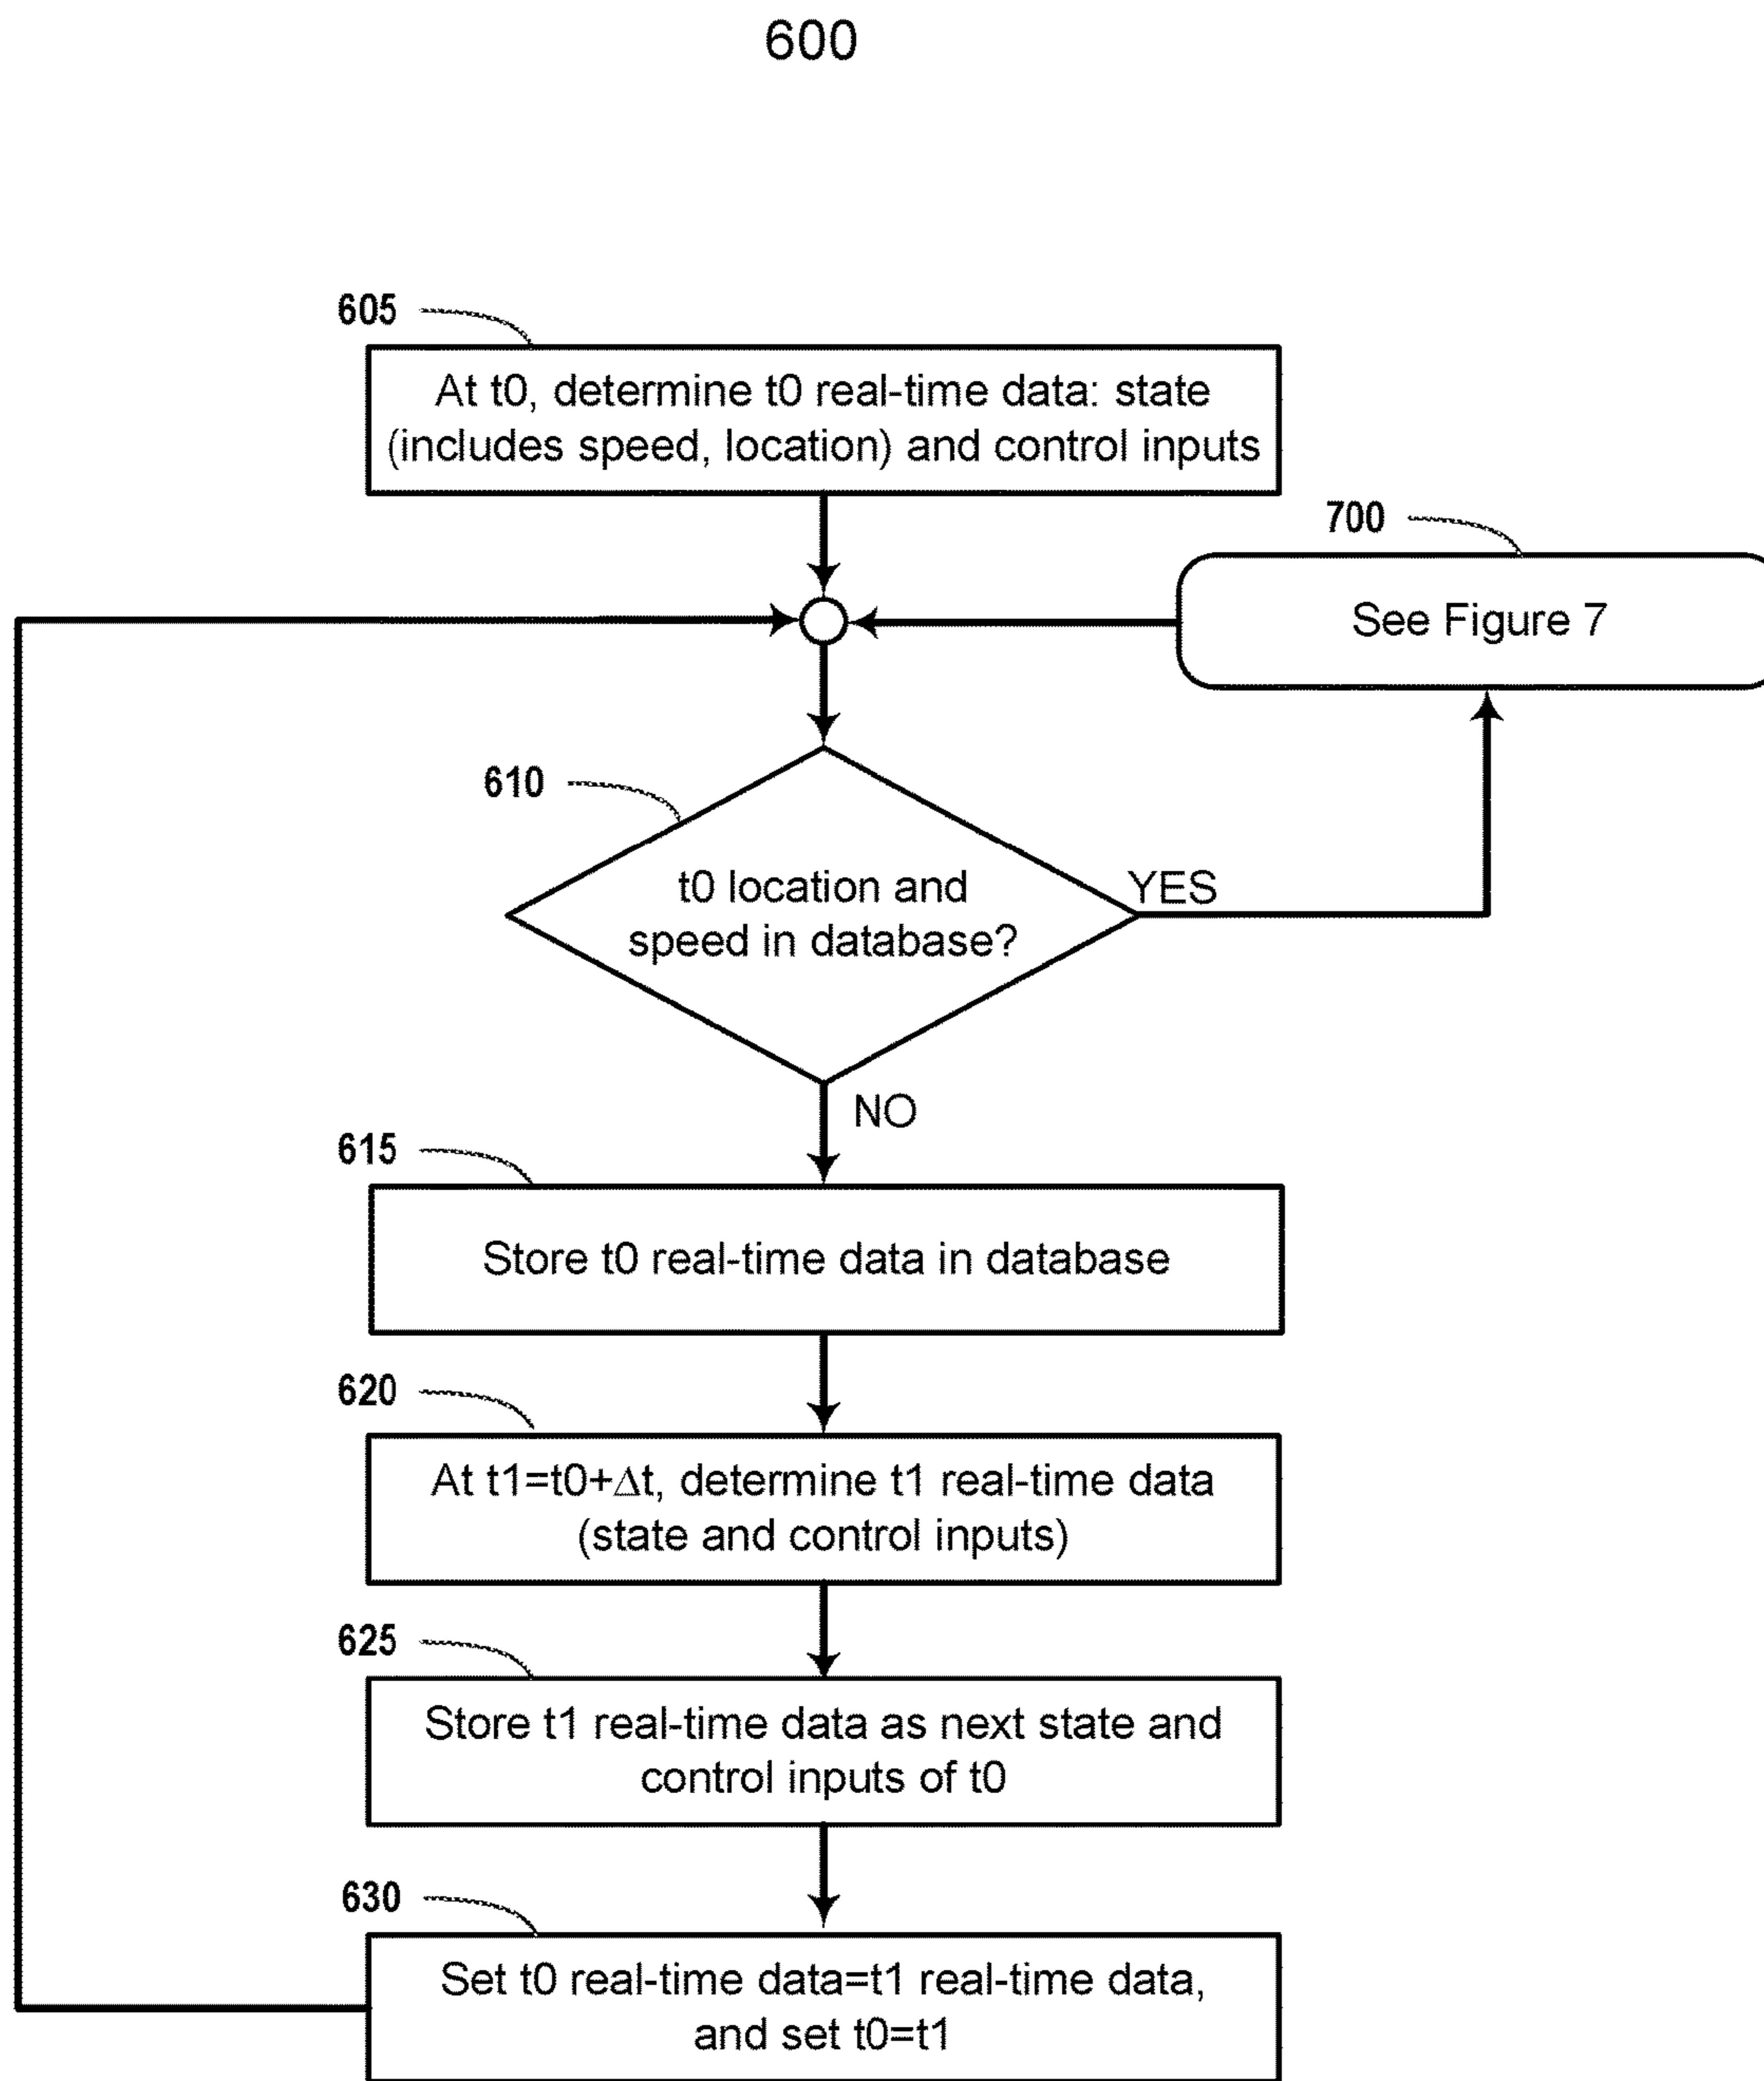 600
605
At t0, determine t0 real-time data: state
(includes speed, location) and control inputs
700
See Figure 7
610
t0 location and
speed in database?
YES
NO
615
Store t0 real-time data in database
620
At t1=t0+Δt, determine t1 real-time data
(state and control inputs)
625
Store t1 real-time data as next state and
control inputs of t0
630
Set t0 real-time data=t1 real-time data,
and set t0=t1